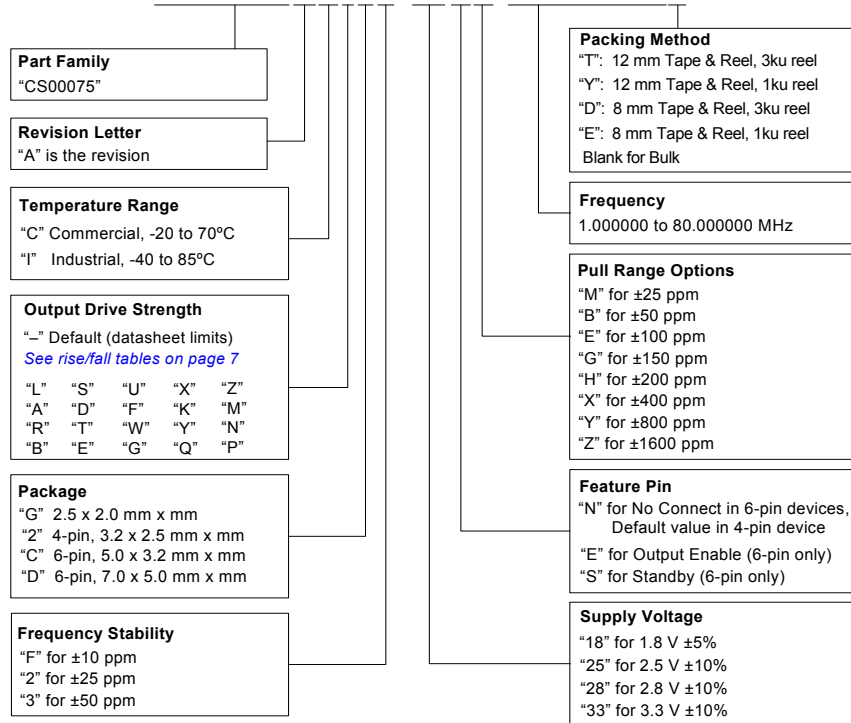 Part Family
“CS00075”
Revision Letter
“A” is the revision
Temperature Range
“C” Commercial, -20 to 70ºC
“I” Industrial, -40 to 85ºC
Output Drive Strength
“–” Default (datasheet limits)
See rise/fall tables on page 7
“L” “S” “U” “X” “Z”
“A” “D” “F” “K” “M”
“R” “T” “W” “Y” “N”
“B” “E” “G” “Q” “P”
Package
“G” 2.5 x 2.0 mm x mm
“2” 4-pin, 3.2 x 2.5 mm x mm
“C” 6-pin, 5.0 x 3.2 mm x mm
“D” 6-pin, 7.0 x 5.0 mm x mm
Frequency Stability
“F” for ±10 ppm
“2” for ±25 ppm
“3” for ±50 ppm
Packing Method
“T”: 12 mm Tape & Reel, 3ku reel
“Y”: 12 mm Tape & Reel, 1ku reel
“D”: 8 mm Tape & Reel, 3ku reel
“E”: 8 mm Tape & Reel, 1ku reel
Blank for Bulk
Frequency
1.000000 to 80.000000 MHz
Pull Range Options
“M” for ±25 ppm
“B” for ±50 ppm
“E” for ±100 ppm
“G” for ±150 ppm
“H” for ±200 ppm
“X” for ±400 ppm
“Y” for ±800 ppm
“Z” for ±1600 ppm
Feature Pin
“N” for No Connect in 6-pin devices,
Default value in 4-pin device
“E” for Output Enable (6-pin only)
“S” for Standby (6-pin only)
Supply Voltage
“18” for 1.8 V ±5%
“25” for 2.5 V ±10%
“28” for 2.8 V ±10%
“33” for 3.3 V ±10%